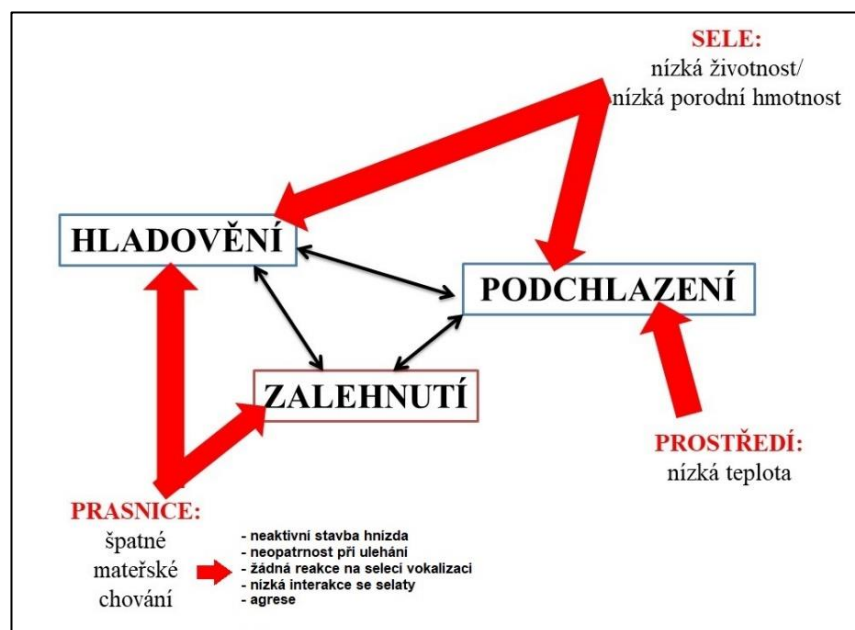 SELE:
nízká životnost/
nízká porodní hmotnost
HLADOVĚNÍ
PODCHLAZENÍ
ZALEHNUTÍ
PROSTŘEDÍ:
nízká teplota
PRASNICE:
špatné
mateřské
chování
- neaktivní stavba hnízda
- neopatrnost při ulehání
- žádná reakce na selecí vokalizaci
- nízká interakce se selaty
- agrese